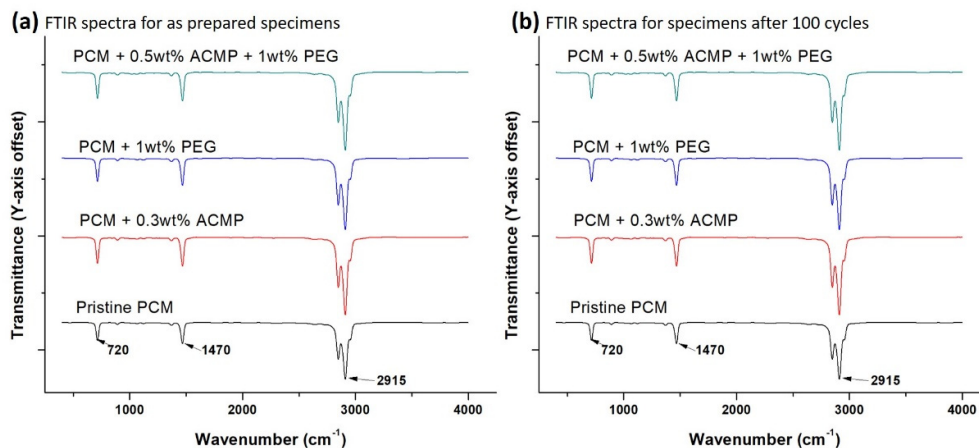 (a) FTIR spectra for as prepared specimens
PCM + 0.5wt% ACMP + 1wt% PEG
PCM + 1wt% PEG
PCM + 0.3wt% ACMP
Pristine PCM
720
1470
2915
Transmittance (Y-axis offset)
1000 2000 3000 4000
Wavenumber (cm⁻¹)
(b) FTIR spectra for specimens after 100 cycles
PCM + 0.5wt% ACMP + 1wt% PEG
PCM + 1wt% PEG
PCM + 0.3wt% ACMP
Pristine PCM
720
1470
2915
Transmittance (Y-axis offset)
1000 2000 3000 4000
Wavenumber (cm⁻¹)